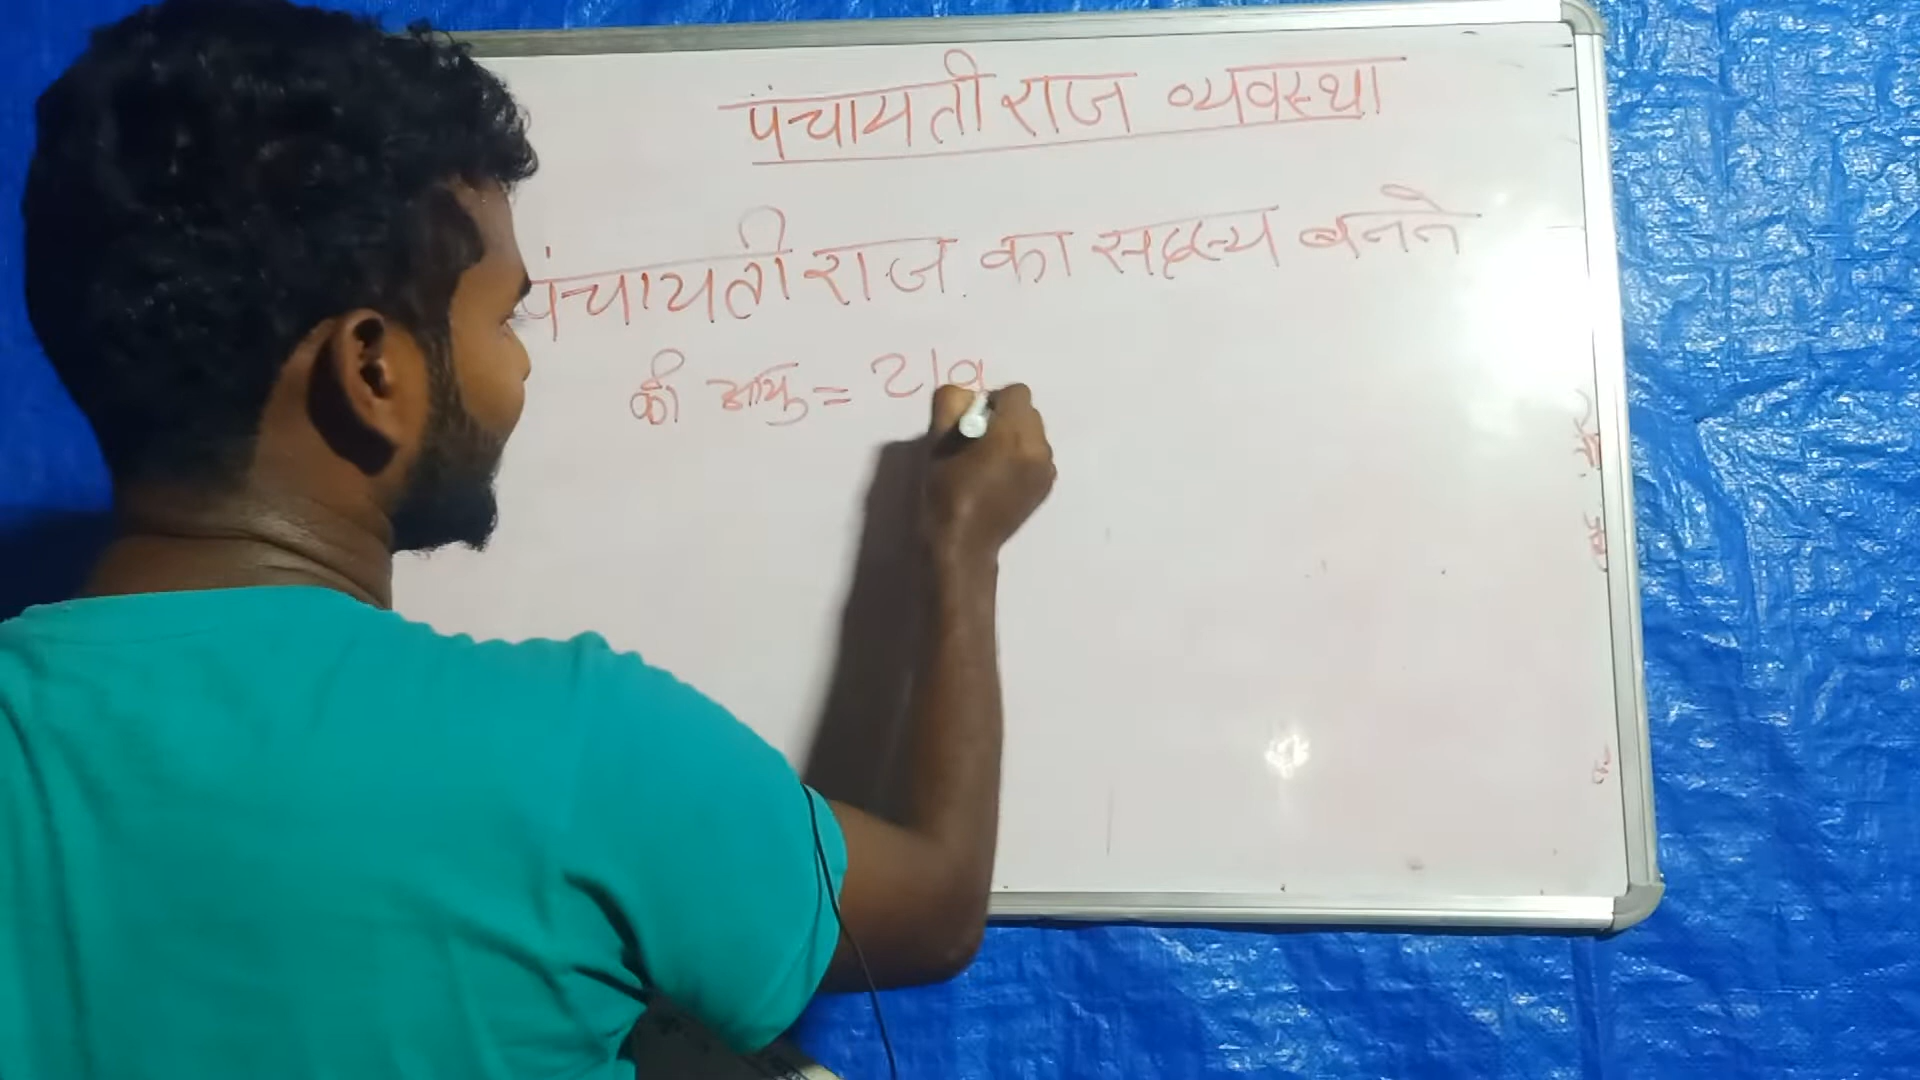 पंचायती राज व्यवस्था
पंचायती राज का सदस्य बनने
की आयु = 21 व